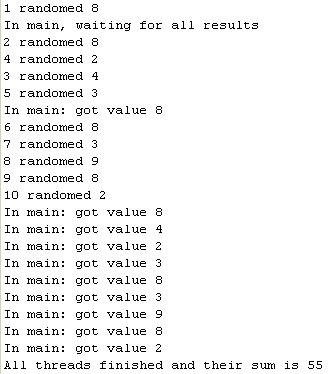 1 randomed 8
In main, waiting for all results
2 randomed 8
4 randomed 2
3 randomed 4
5 randomed 3
In main: got value 8
6 randomed 8
7 randomed 3
8 randomed 9
9 randomed 8
10 randomed 2
In main: got value 8
In main: got value 4
In main: got value 2
In main: got value 3
In main: got value 8
In main: got value 3
In main: got value 9
In main: got value 8
In main: got value 2
All threads finished and their sum is 55